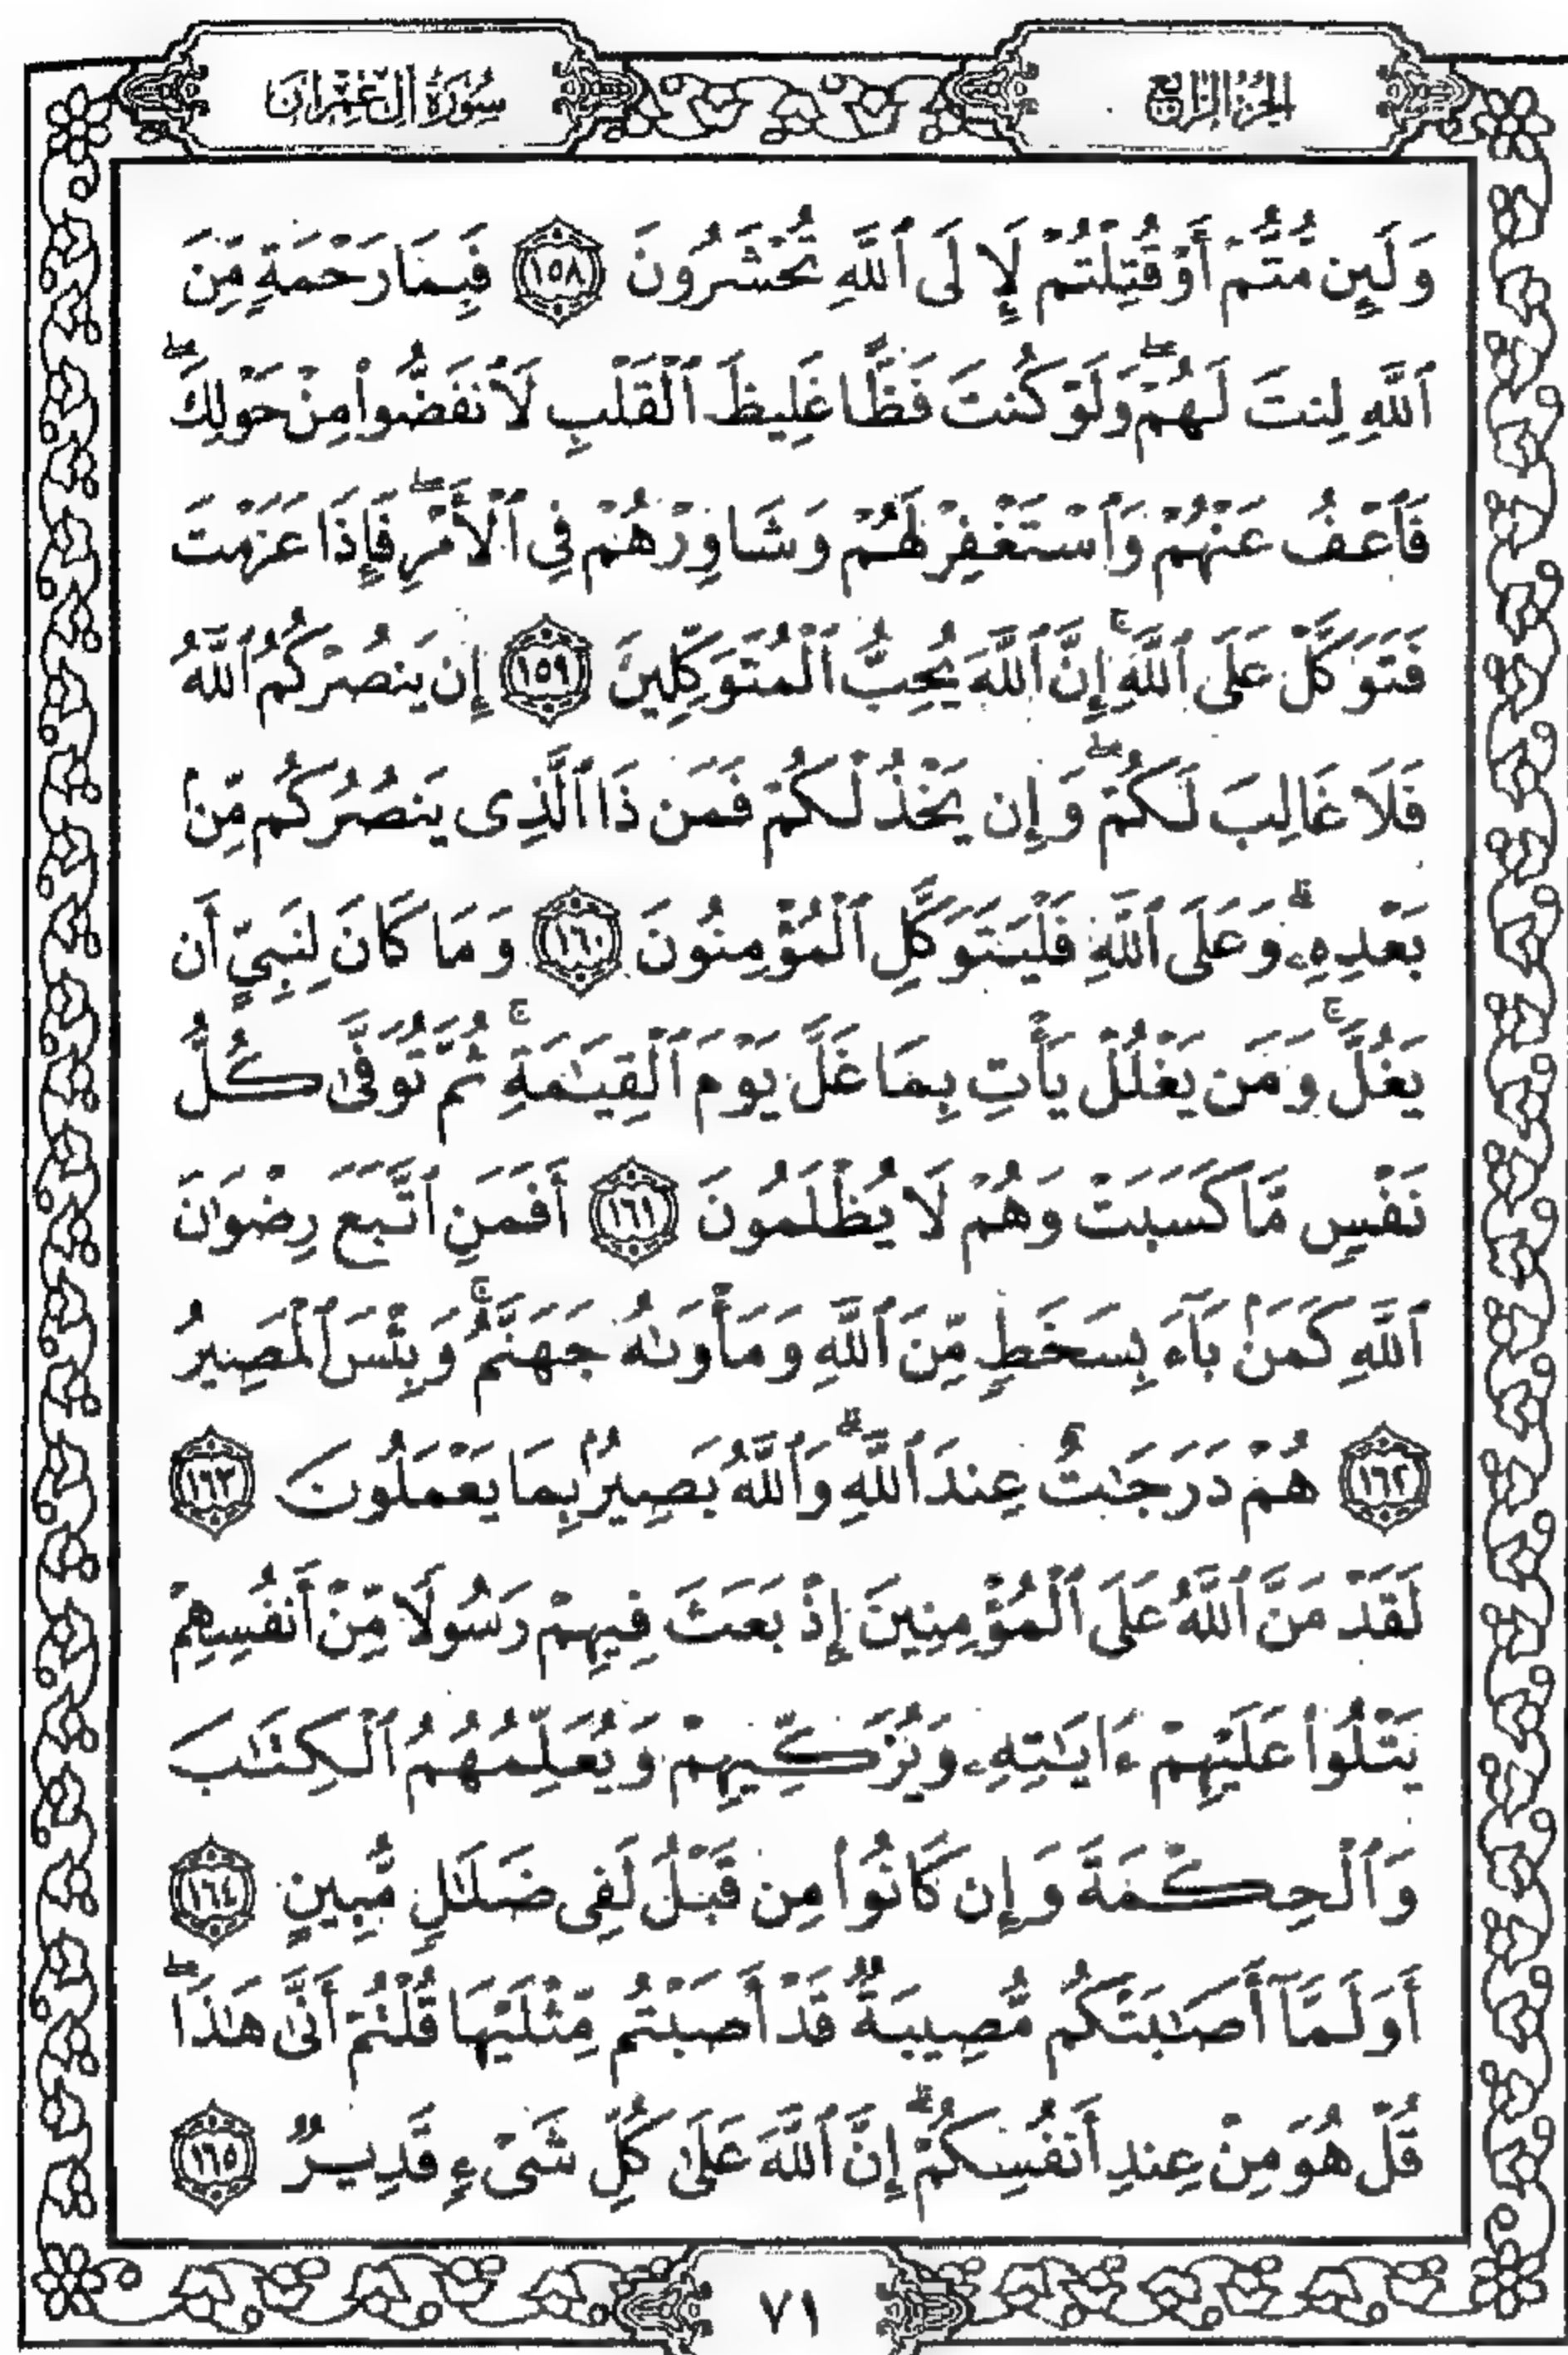 الجزء الرابع
سورة آل عمران
وَلَئِن مُّتُّمْ أَوْ قُتِلْتُمْ لَإِلَى ٱللَّهِ تُحْشَرُونَ ١٥٨ فَبِمَا رَحْمَةٍ مِّنَ
ٱللَّهِ لِنتَ لَهُمْ ۖ وَلَوْ كُنتَ فَظًّا غَلِيظَ ٱلْقَلْبِ لَٱنفَضُّوا۟ مِنْ حَوْلِكَ ۖ
فَٱعْفُ عَنْهُمْ وَٱسْتَغْفِرْ لَهُمْ وَشَاوِرْهُمْ فِى ٱلْأَمْرِ ۖ فَإِذَا عَزَمْتَ
فَتَوَكَّلْ عَلَى ٱللَّهِ ۚ إِنَّ ٱللَّهَ يُحِبُّ ٱلْمُتَوَكِّلِينَ ١٥٩ إِن يَنصُرْكُمُ ٱللَّهُ
فَلَا غَالِبَ لَكُمْ ۖ وَإِن يَخْذُلْكُمْ فَمَن ذَا ٱلَّذِى يَنصُرُكُم مِّنۢ
بَعْدِهِۦ ۗ وَعَلَى ٱللَّهِ فَلْيَتَوَكَّلِ ٱلْمُؤْمِنُونَ ١٦٠ وَمَا كَانَ لِنَبِىٍّ أَن
يَغُلَّ ۚ وَمَن يَغْلُلْ يَأْتِ بِمَا غَلَّ يَوْمَ ٱلْقِيَـٰمَةِ ۚ ثُمَّ تُوَفَّىٰ كُلُّ
نَفْسٍ مَّا كَسَبَتْ وَهُمْ لَا يُظْلَمُونَ ١٦١ أَفَمَنِ ٱتَّبَعَ رِضْوَٰنَ
ٱللَّهِ كَمَنۢ بَآءَ بِسَخَطٍ مِّنَ ٱللَّهِ وَمَأْوَىٰهُ جَهَنَّمُ ۚ وَبِئْسَ ٱلْمَصِيرُ
١٦٢ هُمْ دَرَجَـٰتٌ عِندَ ٱللَّهِ ۗ وَٱللَّهُ بَصِيرٌۢ بِمَا يَعْمَلُونَ ١٦٣
لَقَدْ مَنَّ ٱللَّهُ عَلَى ٱلْمُؤْمِنِينَ إِذْ بَعَثَ فِيهِمْ رَسُولًا مِّنْ أَنفُسِهِمْ
يَتْلُوا۟ عَلَيْهِمْ ءَايَـٰتِهِۦ وَيُزَكِّيهِمْ وَيُعَلِّمُهُمُ ٱلْكِتَـٰبَ
وَٱلْحِكْمَةَ وَإِن كَانُوا۟ مِن قَبْلُ لَفِى ضَلَـٰلٍ مُّبِينٍ ١٦٤
أَوَلَمَّآ أَصَـٰبَتْكُم مُّصِيبَةٌ قَدْ أَصَبْتُم مِّثْلَيْهَا قُلْتُمْ أَنَّىٰ هَـٰذَا ۖ
قُلْ هُوَ مِنْ عِندِ أَنفُسِكُمْ ۗ إِنَّ ٱللَّهَ عَلَىٰ كُلِّ شَىْءٍ قَدِيرٌ ١٦٥
٧١